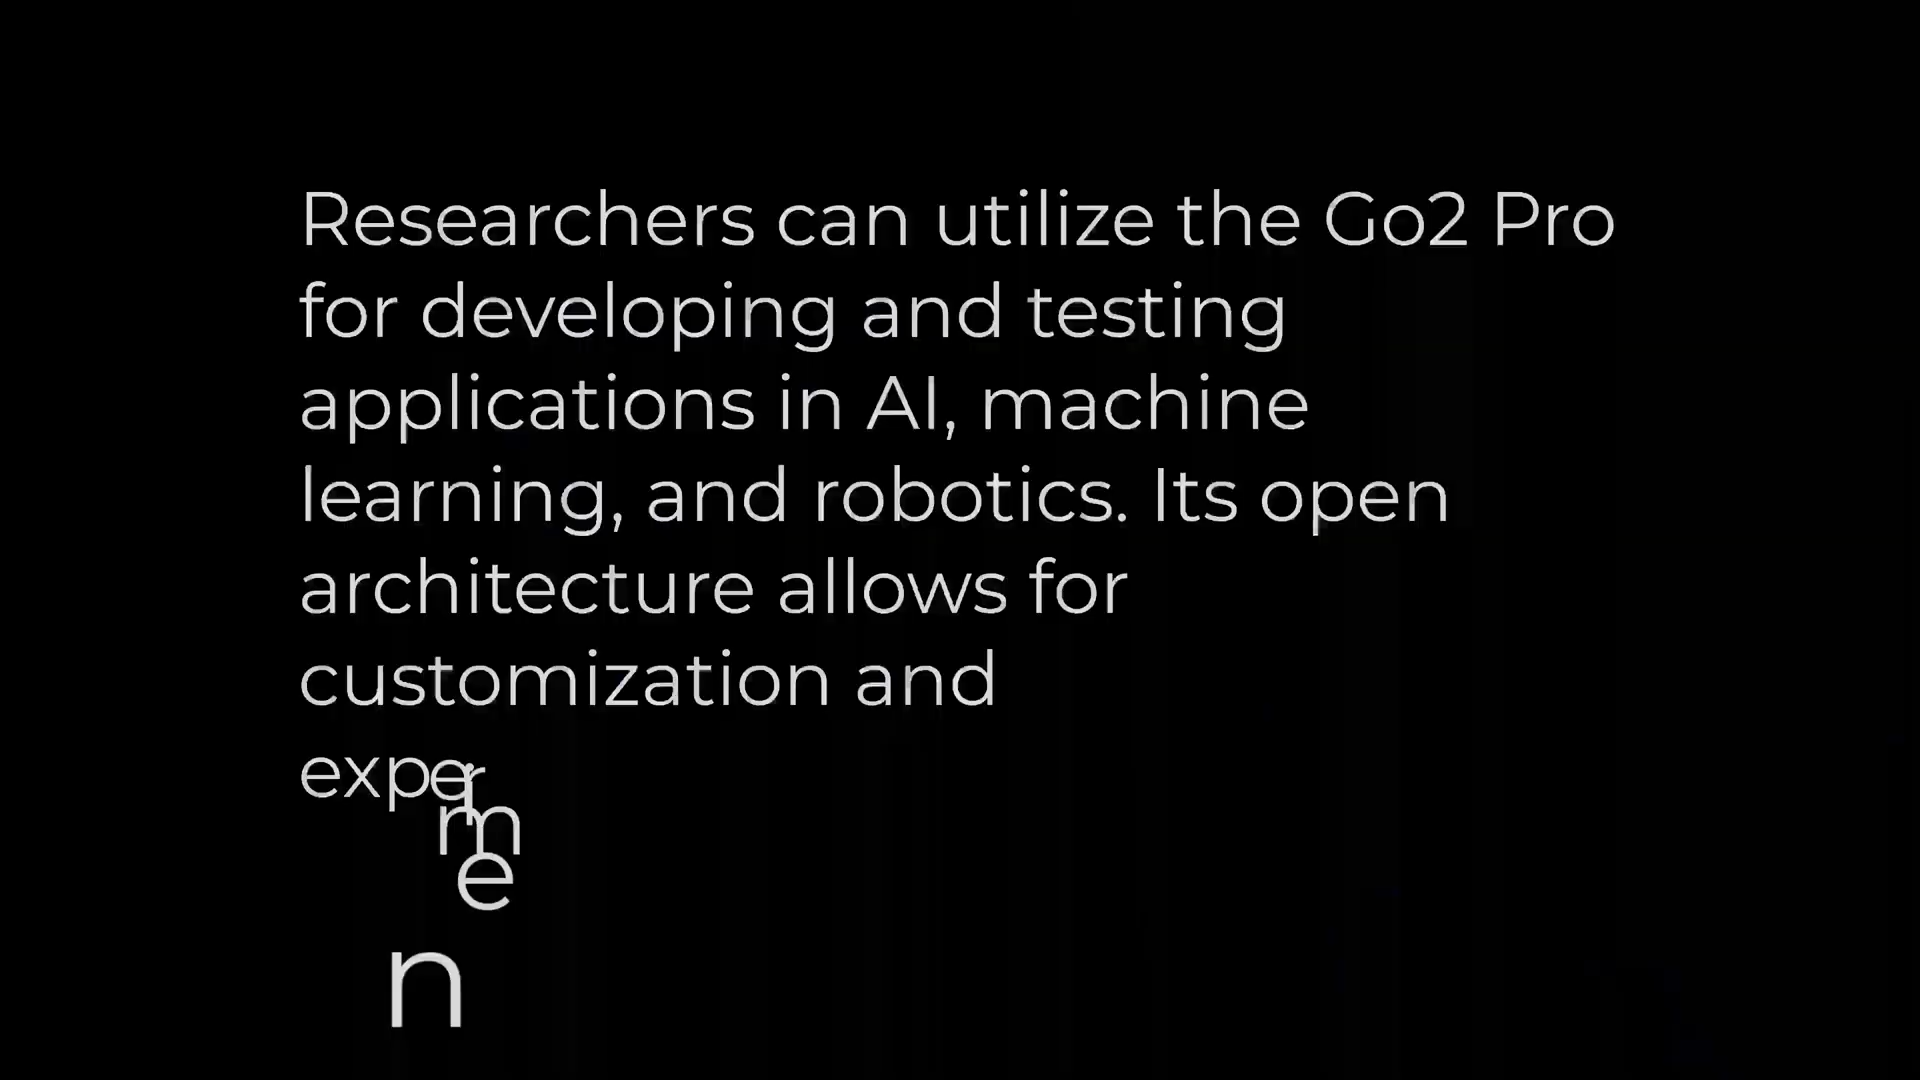 Researchers can utilize the Go2 Pro
for developing and testing
applications in AI, machine
learning, and robotics. Its open
architecture allows for
customization and
experimen